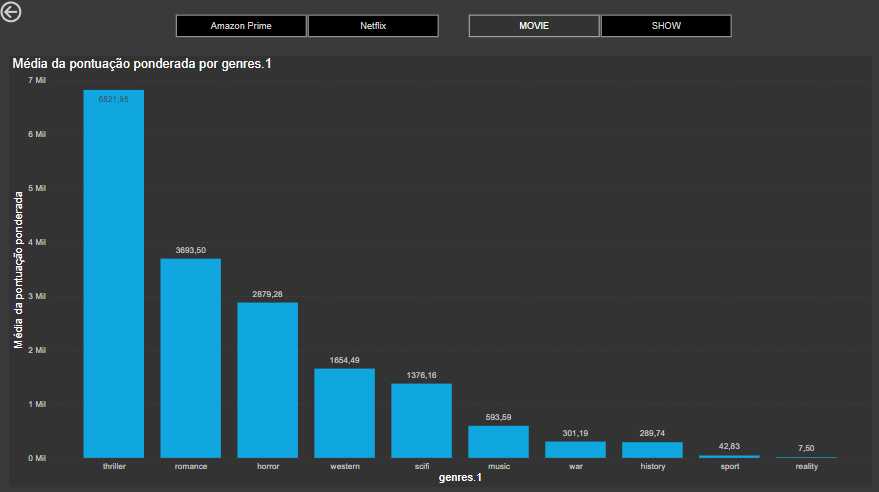 Amazon Prime Netflix MOVIE SHOW
Média da pontuação ponderada por genres.1
7 Mil
6 Mil
5 Mil
4 Mil
3 Mil
2 Mil
1 Mil
0 Mil
Média da pontuação ponderada
6821,95
3693,50
2879,28
1654,49
1376,16
593,59
301,19
289,74
42,83
7,50
thriller romance horror western scifi music war history sport reality
genres.1